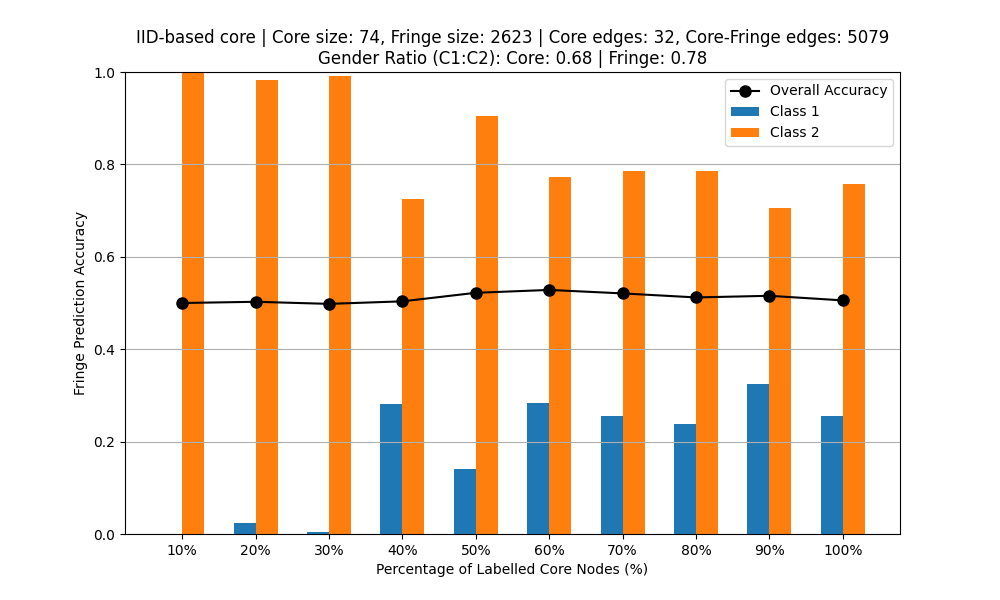 IID-based core | Core size: 74, Fringe size: 2623 | Core edges: 32, Core-Fringe edges: 5079
Gender Ratio (C1:C2): Core: 0.68 | Fringe: 0.78
Overall Accuracy
Class 1
Class 2
Fringe Prediction Accuracy
1.0
0.8
0.6
0.4
0.2
0.0
10% 20% 30% 40% 50% 60% 70% 80% 90% 100%
Percentage of Labelled Core Nodes (%)